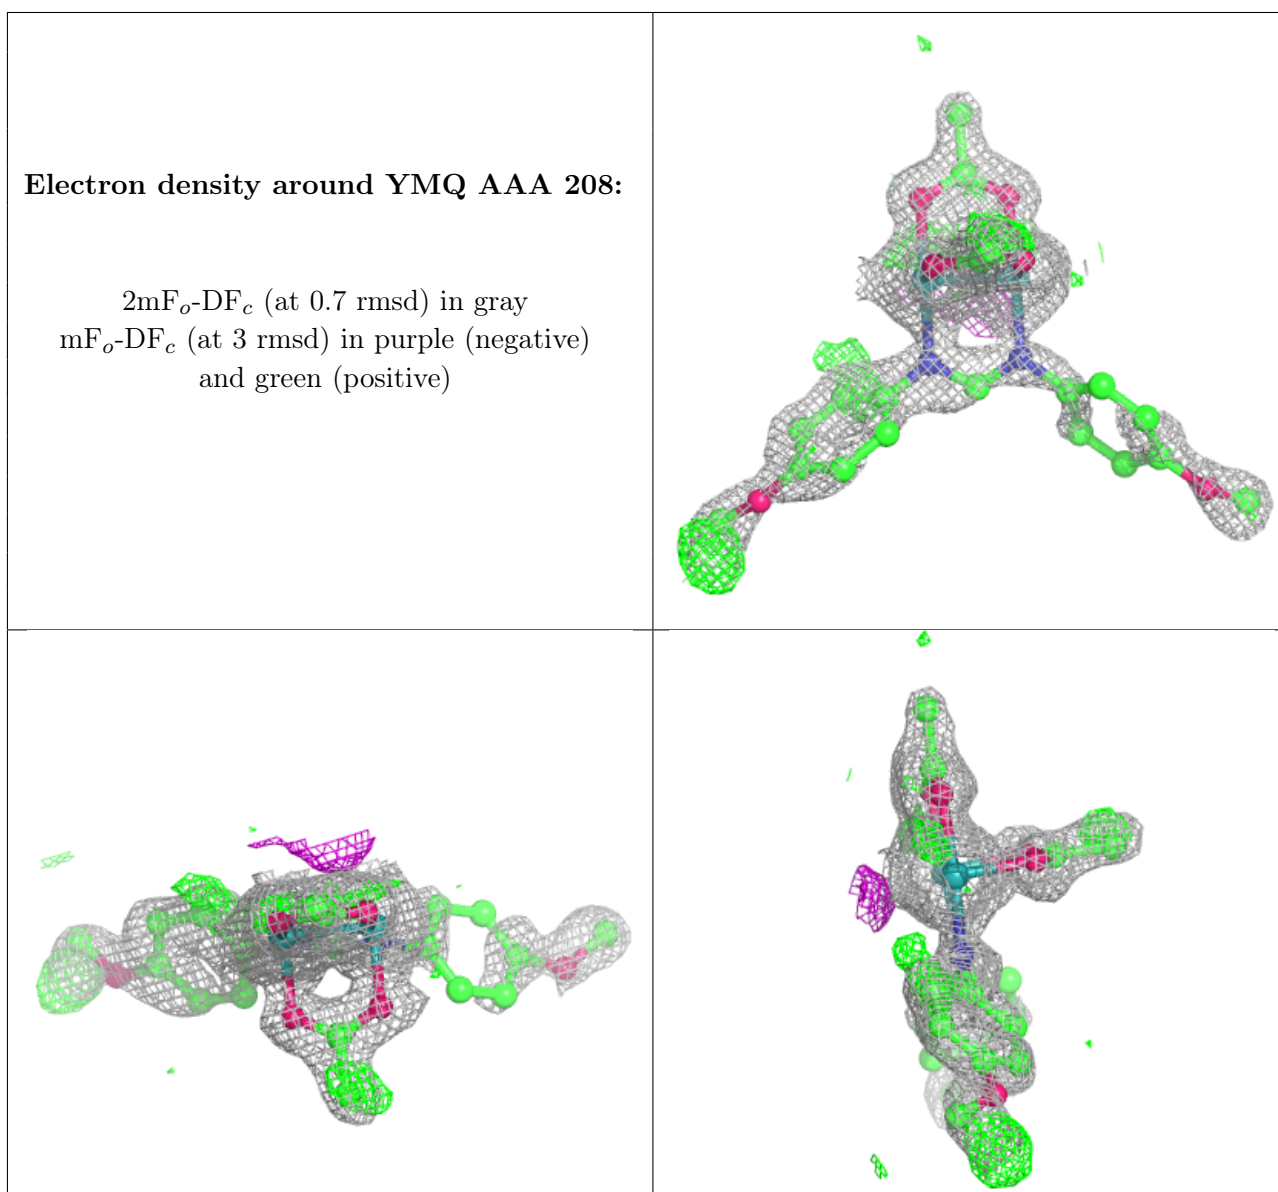 Electron density around YMQ AAA 208:
2mFo-DFc (at 0.7 rmsd) in gray
mFo-DFc (at 3 rmsd) in purple (negative)
and green (positive)